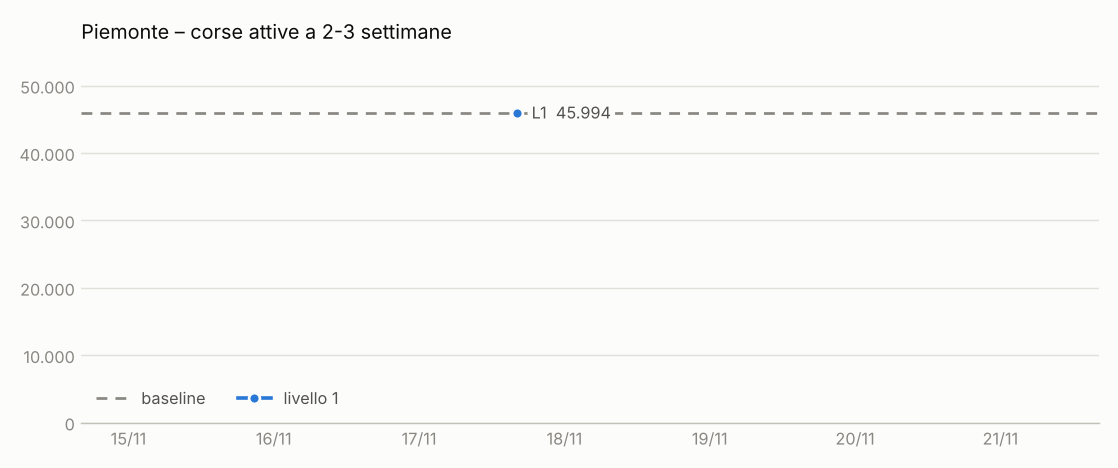 Piemonte – corse attive a 2-3 settimane
50.000
L1 45.994
40.000
30.000
20.000
10.000
baseline livello 1
0
15/11 16/11 17/11 18/11 19/11 20/11 21/11